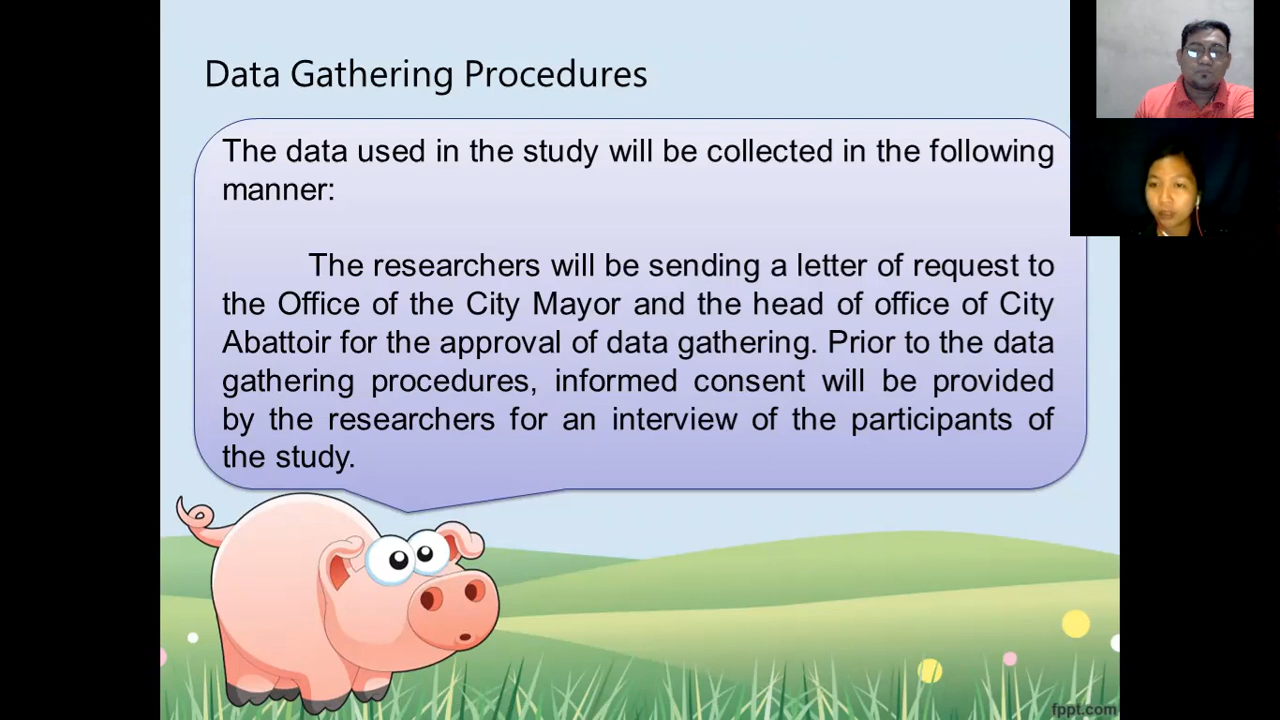 Data Gathering Procedures
The data used in the study will be collected in the following
manner:
The researchers will be sending a letter of request to
the Office of the City Mayor and the head of office of City
Abattoir for the approval of data gathering. Prior to the data
gathering procedures, informed consent will be provided
by the researchers for an interview of the participants of
the study.
fppt.com